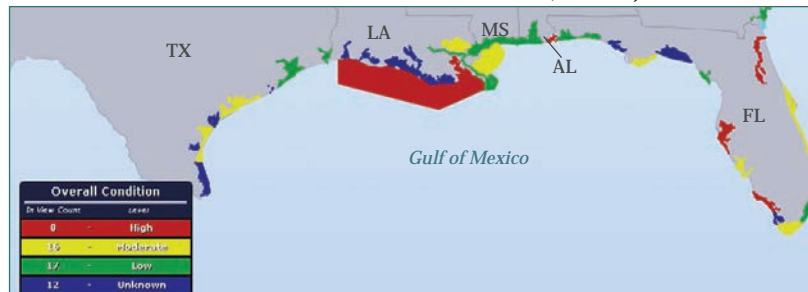 LA
MS
TX
AL
FL
Gulf of Mexico
Overall Condition
In View Count Level
8 - High
16 - Moderate
17 - Low
12 - Unknown